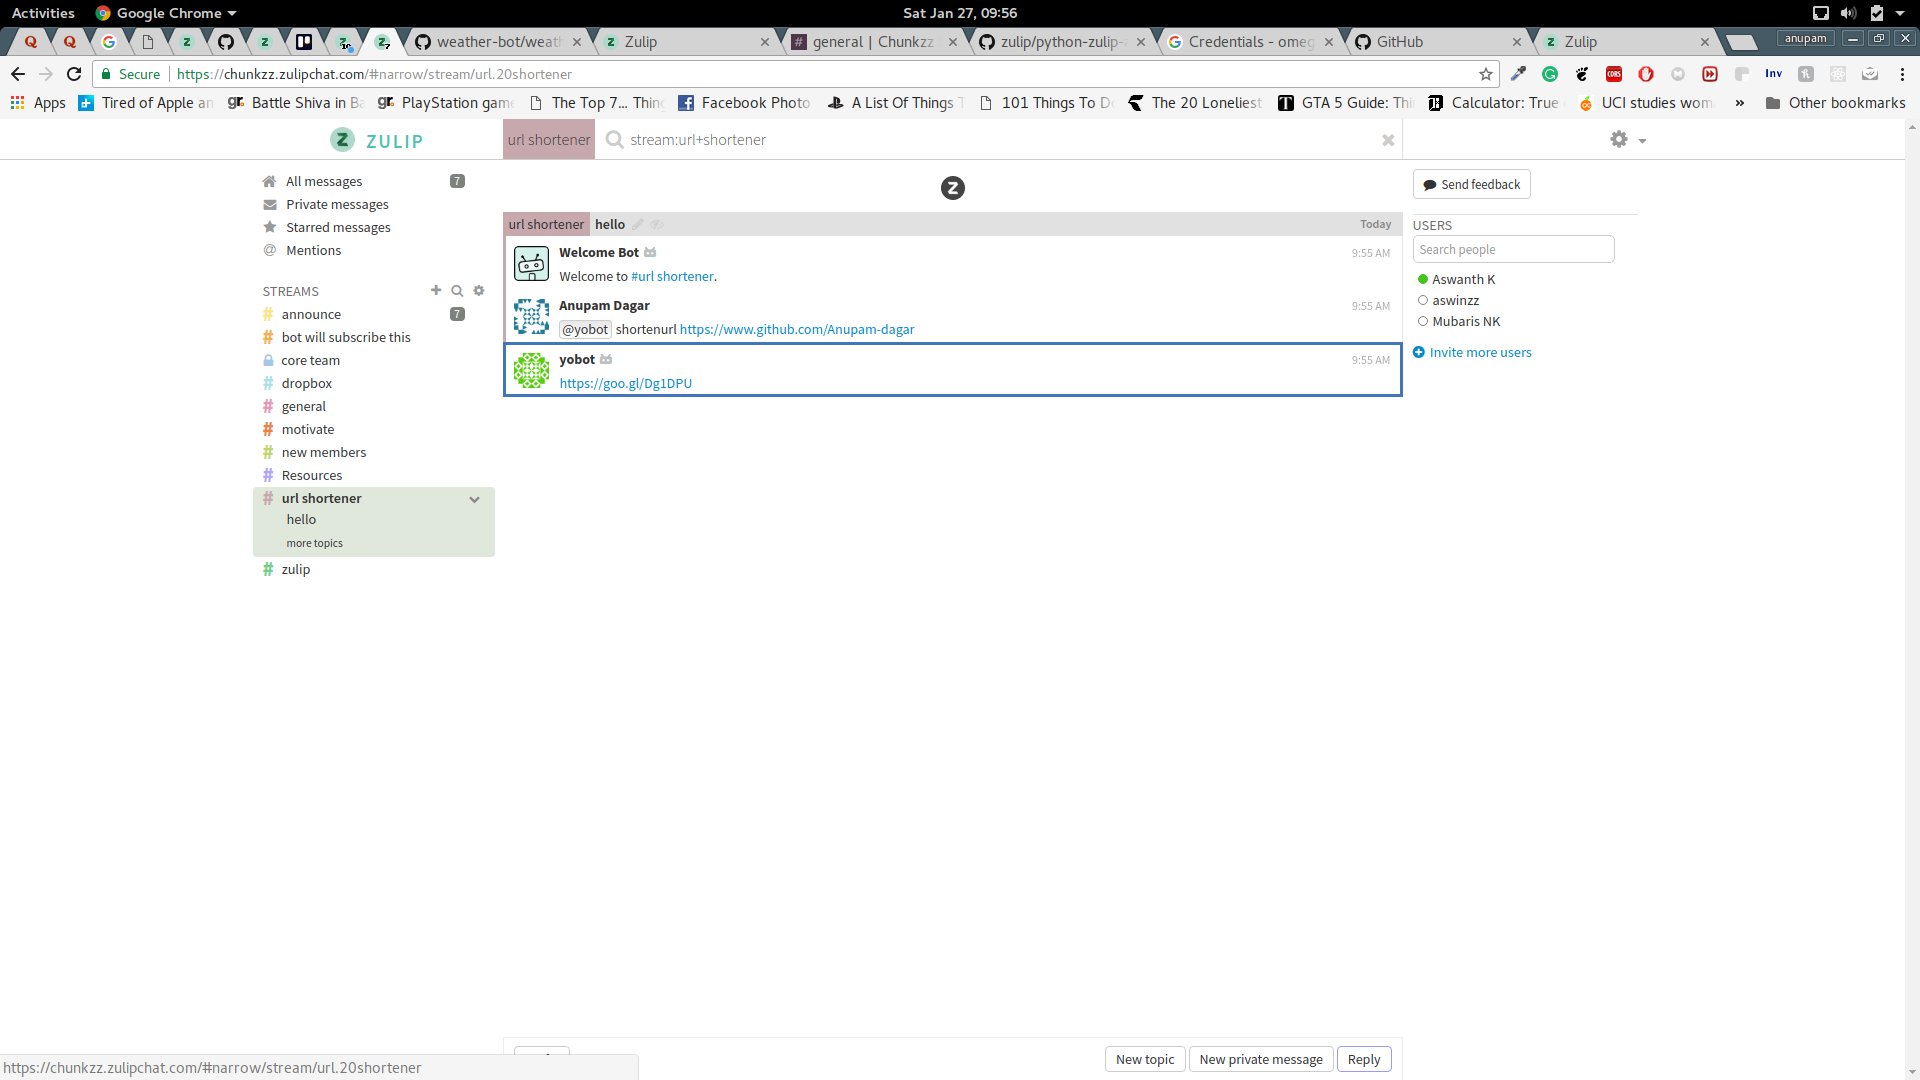 Activities Google Chrome Sat Jan 27, 09:56
weather-bot/weat Zulip general | Chunkzz zulip/python-zulip- Credentials - ome GitHub Zulip anupam
Secure https://chunkzz.zulipchat.com/#narrow/stream/url.20shortener
Apps Tired of Apple an Battle Shiva in Ba PlayStation game The Top 7... Thin Facebook Photo A List Of Things 101 Things To Do The 20 Loneliest GTA 5 Guide: Thi Calculator: True UCI studies wom » Other bookmarks
ZULIP url shortener stream:url+shortener
All messages 7
Private messages
Starred messages
Mentions
STREAMS
# announce 7
# bot will subscribe this
core team
# dropbox
# general
# motivate
# new members
# Resources
# url shortener
hello
more topics
# zulip
url shortener hello Today
Welcome Bot 9:55 AM
Welcome to #url shortener.
Anupam Dagar 9:55 AM
@yobot shortenurl https://www.github.com/Anupam-dagar
yobot 9:55 AM
https://goo.gl/Dg1DPU
Send feedback
USERS
Search people
Aswanth K
aswinzz
Mubaris NK
Invite more users
New topic New private message Reply
https://chunkzz.zulipchat.com/#narrow/stream/url.20shortener